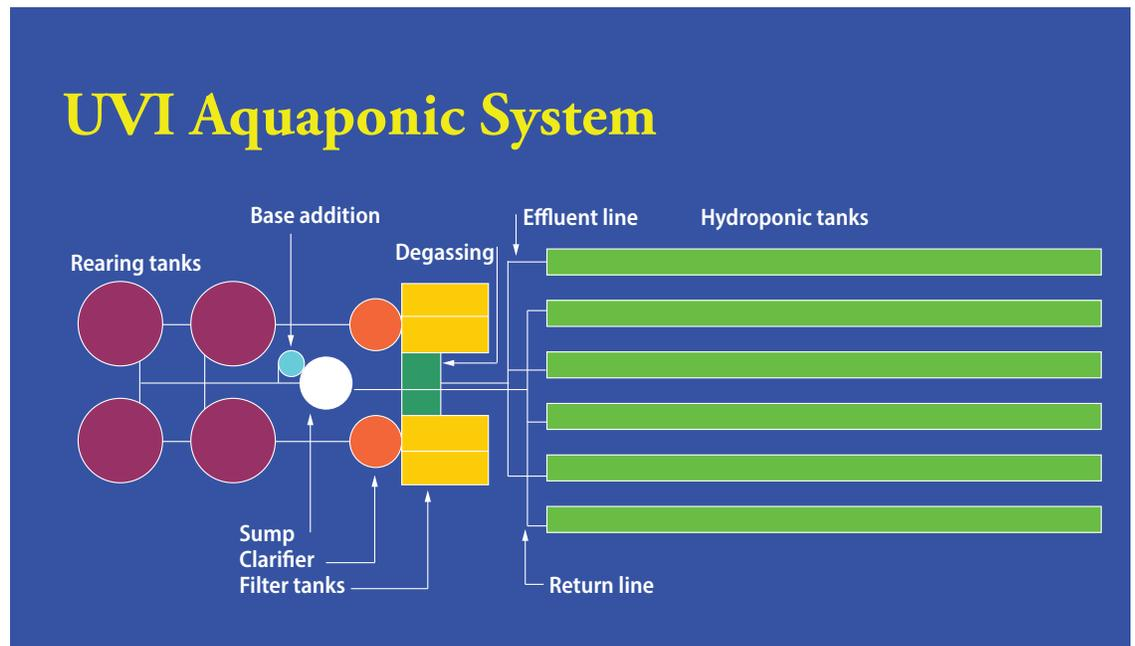 UVI Aquaponic System
Base addition
Effluent line
Hydroponic tanks
Degassing
Rearing tanks
Sump
Clarifier
Filter tanks
Return line